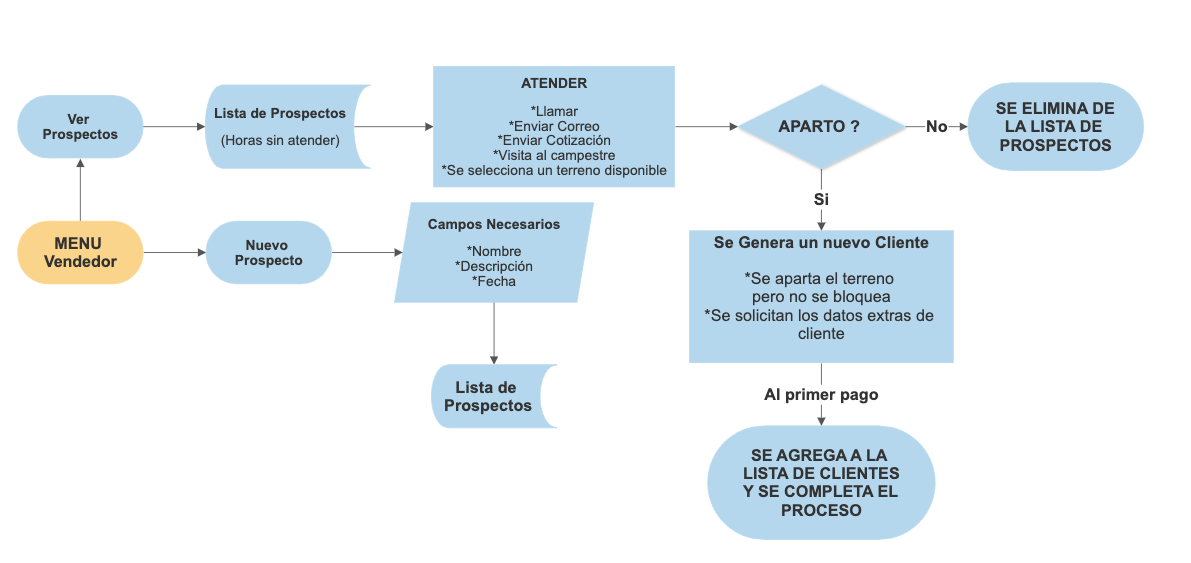 Ver
Prospectos
Lista de Prospectos
(Horas sin atender)
ATENDER
*Llamar
*Enviar Correo
*Enviar Cotización
*Visita al campestre
*Se selecciona un terreno disponible
APARTO ?
No
SE ELIMINA DE
LA LISTA DE
PROSPECTOS
MENU
Vendedor
Nuevo
Prospecto
Campos Necesarios
*Nombre
*Descripción
*Fecha
Lista de
Prospectos
Si
Se Genera un nuevo Cliente
*Se aparta el terreno
pero no se bloquea
*Se solicitan los datos extras de
cliente
Al primer pago
SE AGREGA A LA
LISTA DE CLIENTES
Y SE COMPLETA EL
PROCESO